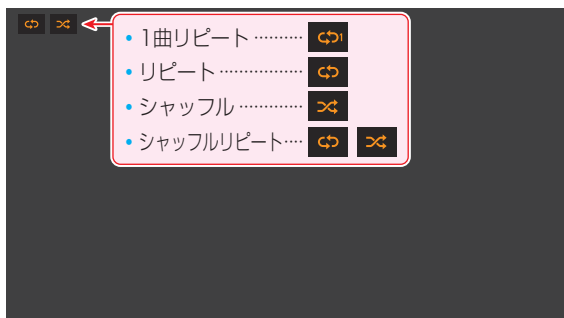 • 1曲リピート ………
• リピート ……………
• シャッフル …………
• シャッフルリピート‥‥